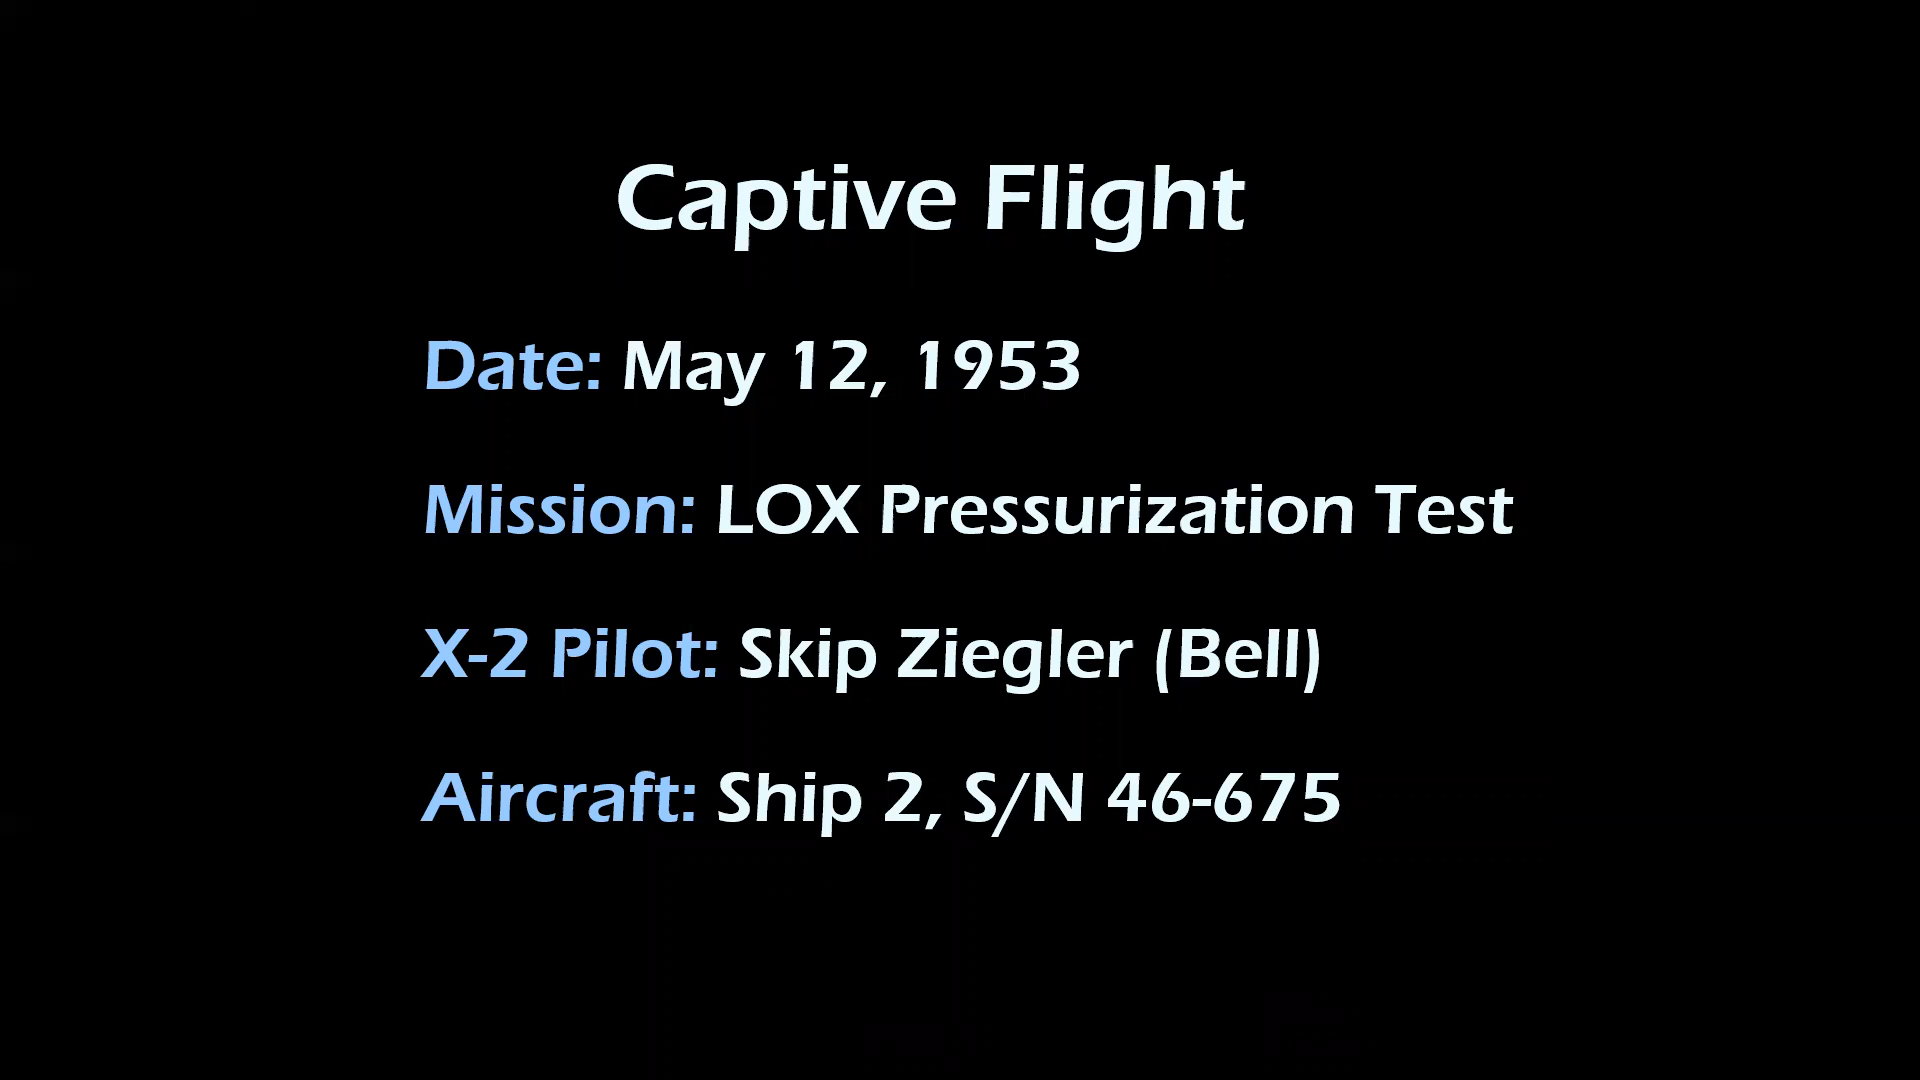 Captive Flight
Date: May 12, 1953
Mission: LOX Pressurization Test
X-2 Pilot: Skip Ziegler (Bell)
Aircraft: Ship 2, S/N 46-675